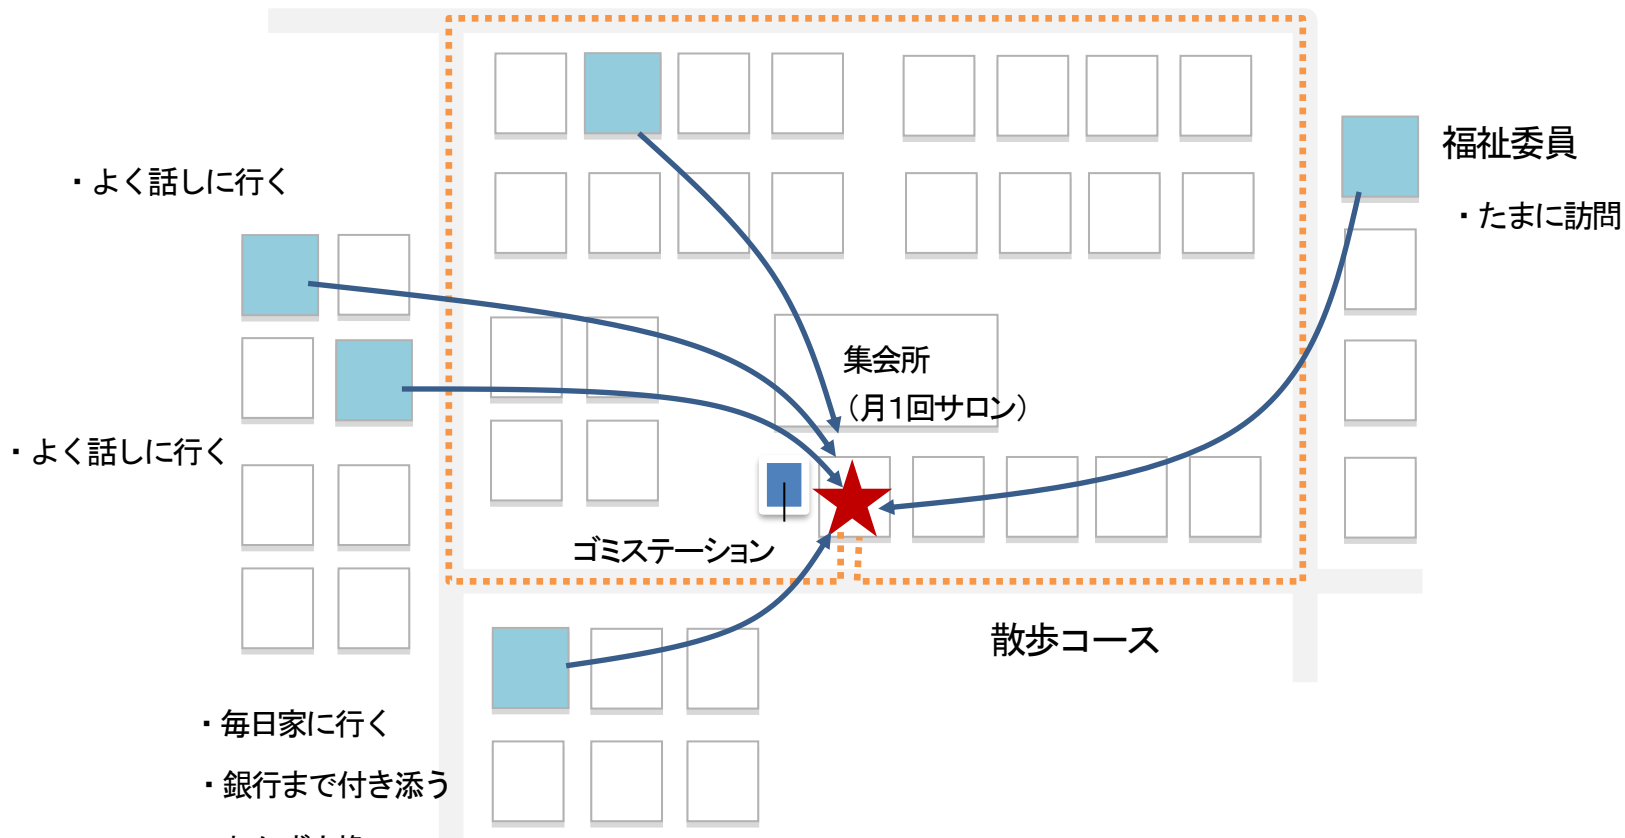 福祉委員
・よく話しに行く
・たまに訪問
集会所
（月1回サロン）
・よく話しに行く
ゴミステーション
散歩コース
・毎日家に行く
・銀行まで付き添う